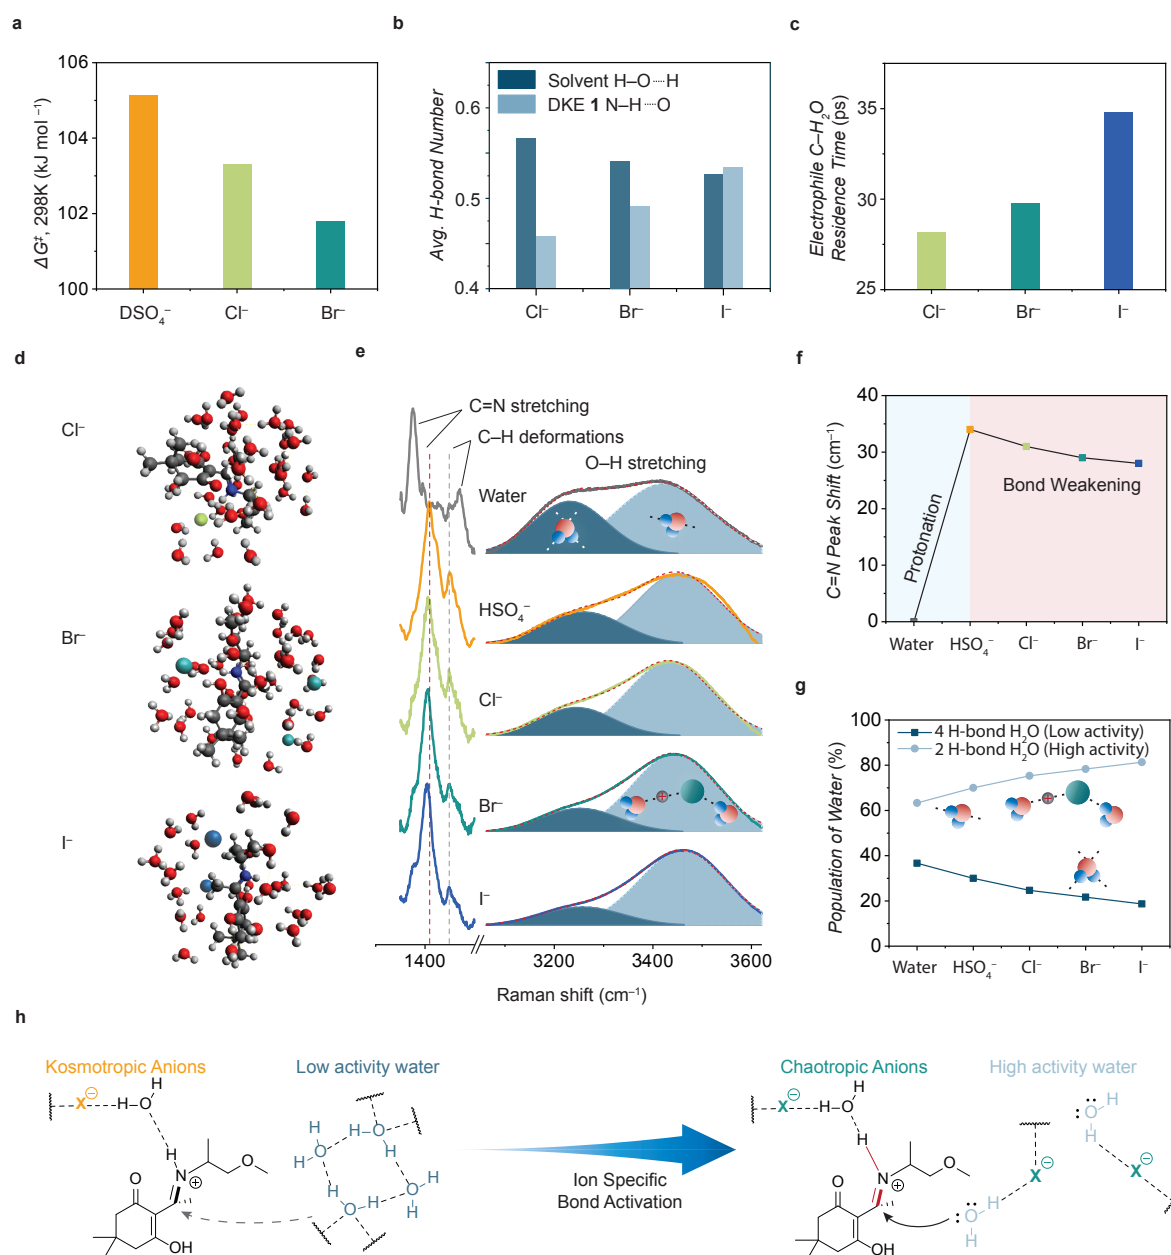 a
106
104
102
100
ΔG‡, 298K (kJ mol ⁻¹)
DSO₄⁻
Cl⁻
Br⁻
b
Solvent H–O┈H
DKE 1 N–H┈O
0.6
0.5
0.4
Avg. H-bond Number
Cl⁻
Br⁻
I⁻
c
35
30
25
Electrophile C–H₂O
Residence Time (ps)
Cl⁻
Br⁻
I⁻
d
Cl⁻
Br⁻
I⁻
e
C=N stretching
C–H deformations
O–H stretching
Water
HSO₄⁻
Cl⁻
Br⁻
I⁻
1400
3200
3400
3600
Raman shift (cm⁻¹)
f
40
30
20
10
0
C=N Peak Shift (cm⁻¹)
Protonation
Bond Weakening
Water
HSO₄⁻
Cl⁻
Br⁻
I⁻
g
100
80
60
40
20
0
Population of Water (%)
4 H-bond H₂O (Low activity)
2 H-bond H₂O (High activity)
Water
HSO₄⁻
Cl⁻
Br⁻
I⁻
h
Kosmotropic Anions
Low activity water
X⊖
H–O
H
H
N
⊕
O
O
OH
H
O
H
H–O
H
O
H
H
O–H
H
Ion Specific
Bond Activation
Chaotropic Anions
High activity water
X⊖
H–O
H
H
N
⊕
O
O
OH
:O
H
H
X⊖
X⊖
:O
H
H